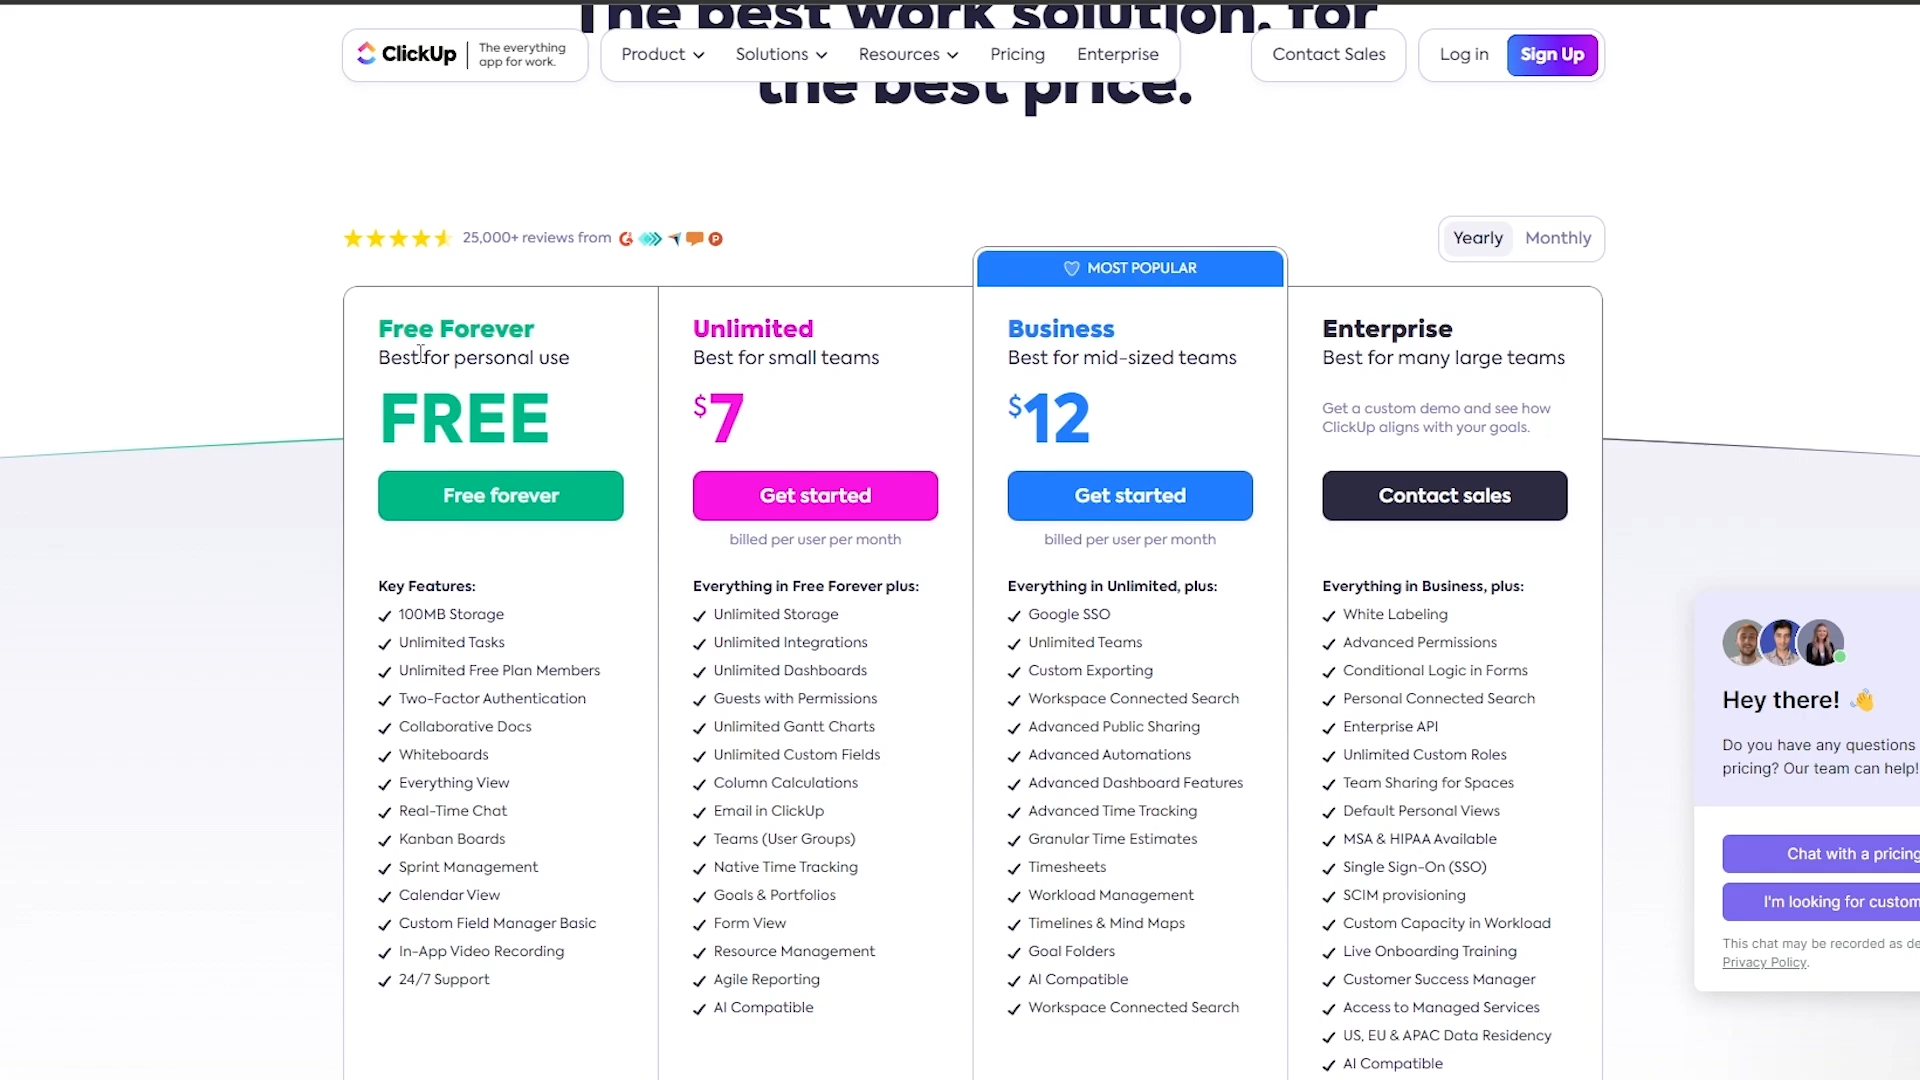 The best work solution, for
the best price.
ClickUp
The everything
app for work.
Product
Solutions
Resources
Pricing
Enterprise
Contact Sales
Log in
Sign Up
25,000+ reviews from
Yearly
Monthly
MOST POPULAR
Free Forever
Best for personal use
FREE
Free forever
Key Features:
100MB Storage
Unlimited Tasks
Unlimited Free Plan Members
Two-Factor Authentication
Collaborative Docs
Whiteboards
Everything View
Real-Time Chat
Kanban Boards
Sprint Management
Calendar View
Custom Field Manager Basic
In-App Video Recording
24/7 Support
Unlimited
Best for small teams
$7
Get started
billed per user per month
Everything in Free Forever plus:
Unlimited Storage
Unlimited Integrations
Unlimited Dashboards
Guests with Permissions
Unlimited Gantt Charts
Unlimited Custom Fields
Column Calculations
Email in ClickUp
Teams (User Groups)
Native Time Tracking
Goals & Portfolios
Form View
Resource Management
Agile Reporting
AI Compatible
Business
Best for mid-sized teams
$12
Get started
billed per user per month
Everything in Unlimited, plus:
Google SSO
Unlimited Teams
Custom Exporting
Workspace Connected Search
Advanced Public Sharing
Advanced Automations
Advanced Dashboard Features
Advanced Time Tracking
Granular Time Estimates
Timesheets
Workload Management
Timelines & Mind Maps
Goal Folders
AI Compatible
Workspace Connected Search
Enterprise
Best for many large teams
Get a custom demo and see how
ClickUp aligns with your goals.
Contact sales
Everything in Business, plus:
White Labeling
Advanced Permissions
Conditional Logic in Forms
Personal Connected Search
Enterprise API
Unlimited Custom Roles
Team Sharing for Spaces
Default Personal Views
MSA & HIPAA Available
Single Sign-On (SSO)
SCIM provisioning
Custom Capacity in Workload
Live Onboarding Training
Customer Success Manager
Access to Managed Services
US, EU & APAC Data Residency
AI Compatible
Hey there! 👋
Do you have any questions
pricing? Our team can help!
Chat with a pricing
I'm looking for custom
This chat may be recorded as de
Privacy Policy.